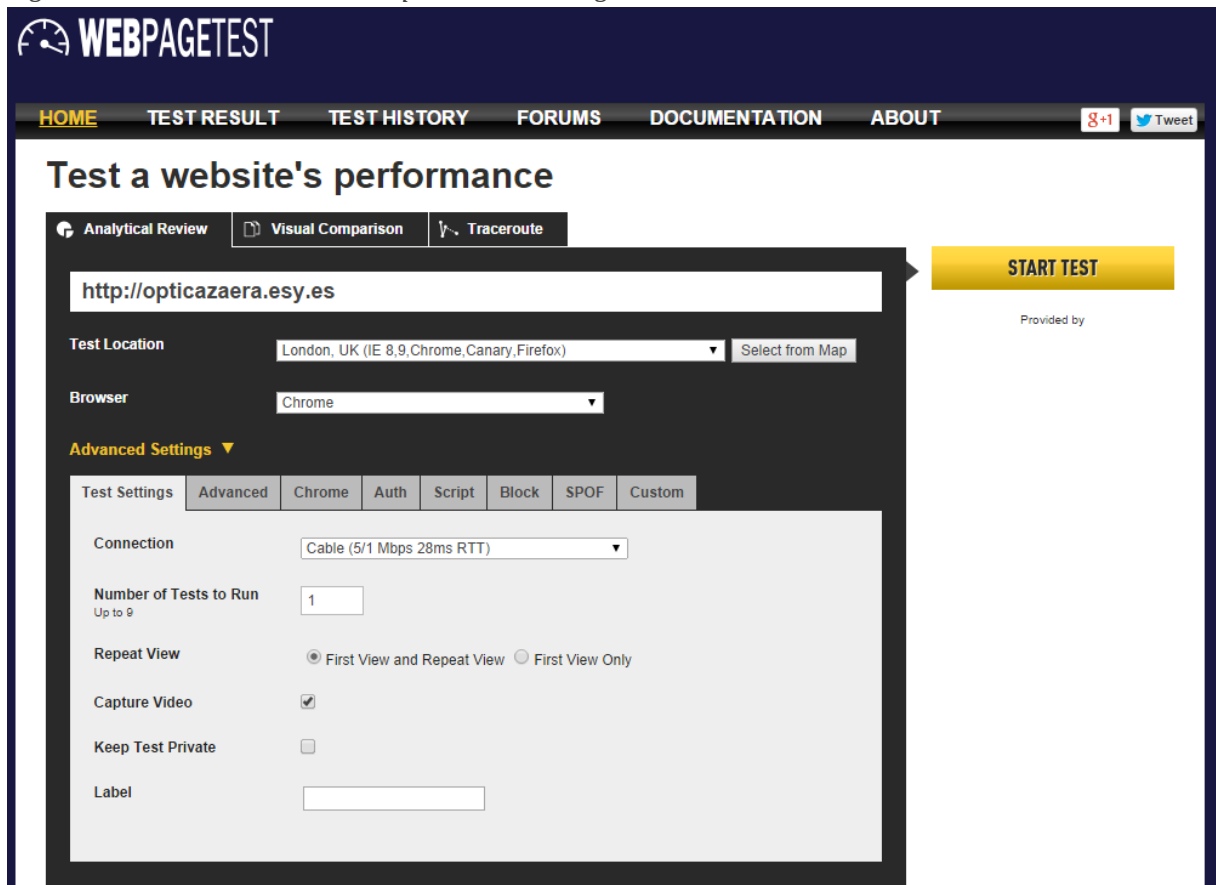 WEBPAGETEST
HOME TEST RESULT TEST HISTORY FORUMS DOCUMENTATION ABOUT g+1 Tweet
Test a website's performance
Analytical Review Visual Comparison Traceroute
START TEST
http://opticazaera.esy.es
Provided by
Test Location London, UK (IE 8,9,Chrome,Canary,Firefox) Select from Map
Browser Chrome
Advanced Settings ▼
Test Settings Advanced Chrome Auth Script Block SPOF Custom
Connection Cable (5/1 Mbps 28ms RTT)
Number of Tests to Run 1
Up to 9
Repeat View First View and Repeat View First View Only
Capture Video
Keep Test Private
Label